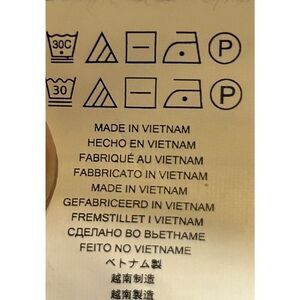 30C P
30 P
MADE IN VIETNAM
HECHO EN VIETNAM
FABRIQUÉ AU VIETNAM
FABBRICATO IN VIETNAM
MADE IN VIETNAM
GEFABRICEERD IN VIETNAM
FREMSTILLET I VIETNAM
СДЕЛАНО ВО ВЬЕТНАМЕ
FEITO NO VIETNAME
ベトナム製
越南制造
越南製造